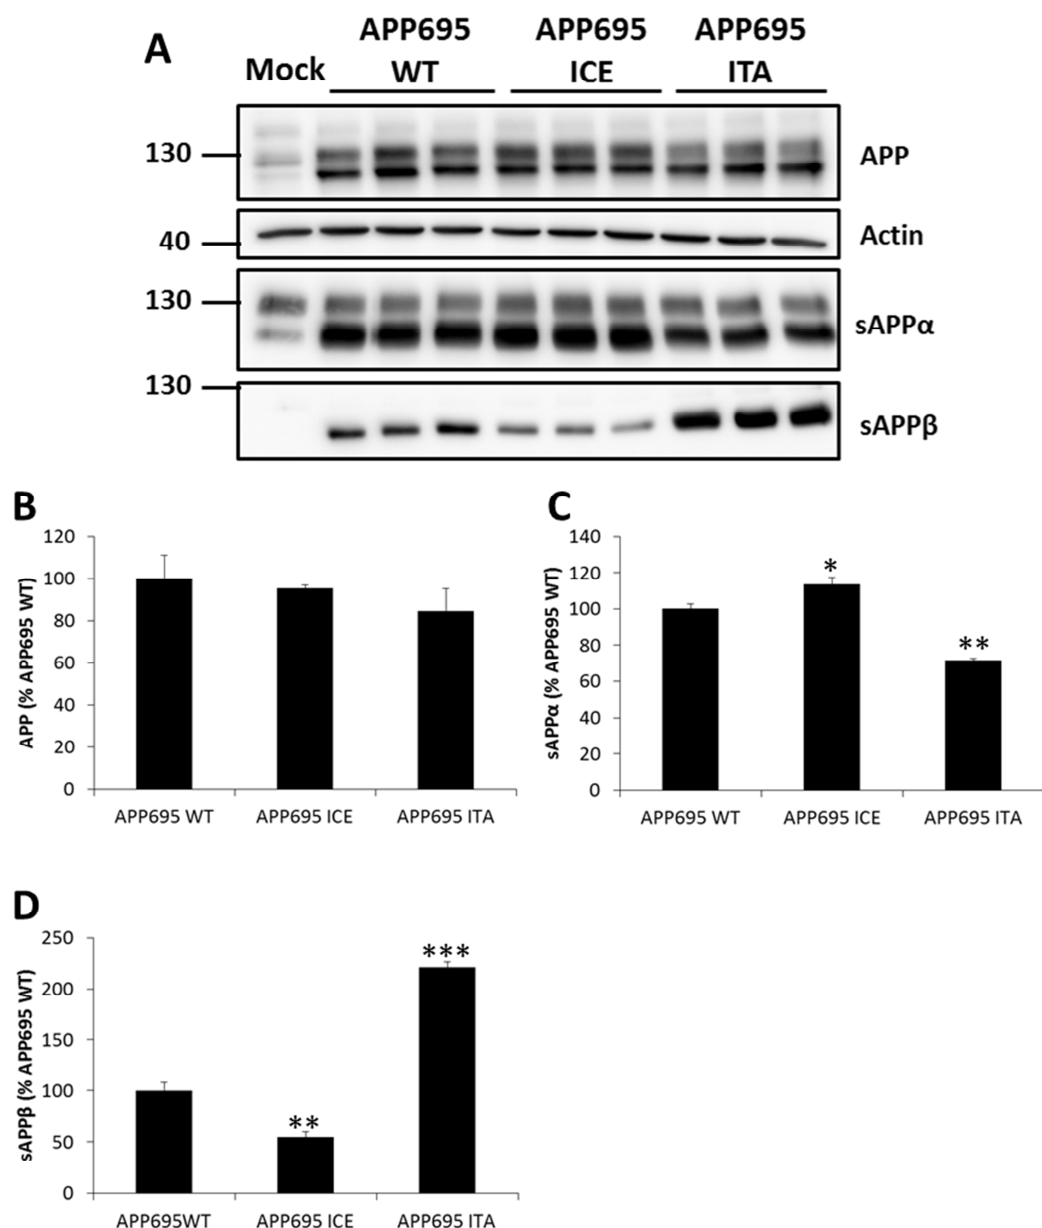 A
Mock
APP695 WT
APP695 ICE
APP695 ITA
130
APP
40
Actin
130
sAPPα
130
sAPPβ
B
APP (% APP695 WT)
120
100
80
60
40
20
0
APP695 WT APP695 ICE APP695 ITA
C
sAPPα (% APP695 WT)
140
120
100
80
60
40
20
0
*
**
APP695 WT APP695 ICE APP695 ITA
D
sAPPβ (% APP695 WT)
250
200
150
100
50
0
**
***
APP695WT APP695 ICE APP695 ITA